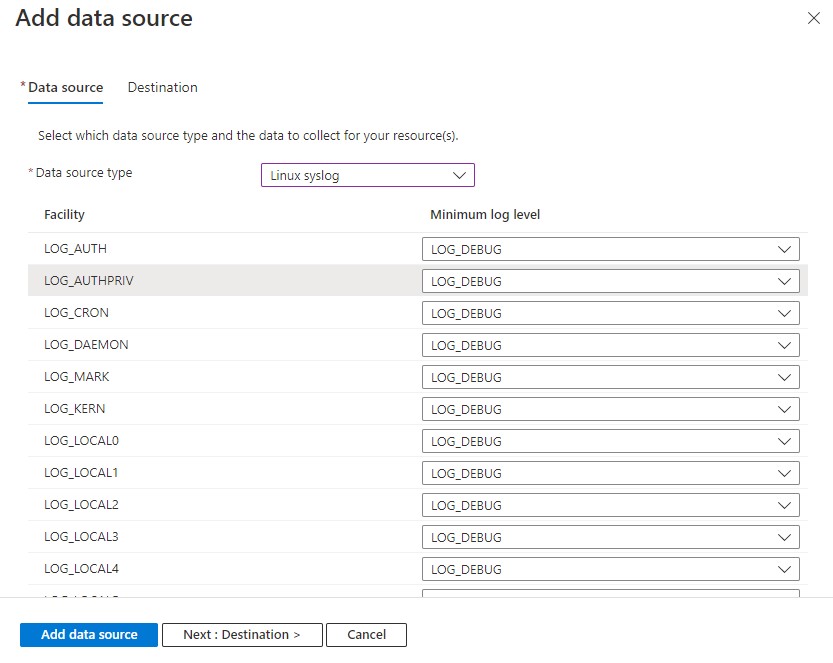 Add data source
* Data source Destination
Select which data source type and the data to collect for your resource(s).
* Data source type Linux syslog
Facility Minimum log level
LOG_AUTH LOG_DEBUG
LOG_AUTHPRIV LOG_DEBUG
LOG_CRON LOG_DEBUG
LOG_DAEMON LOG_DEBUG
LOG_MARK LOG_DEBUG
LOG_KERN LOG_DEBUG
LOG_LOCAL0 LOG_DEBUG
LOG_LOCAL1 LOG_DEBUG
LOG_LOCAL2 LOG_DEBUG
LOG_LOCAL3 LOG_DEBUG
LOG_LOCAL4 LOG_DEBUG
Add data source Next : Destination > Cancel